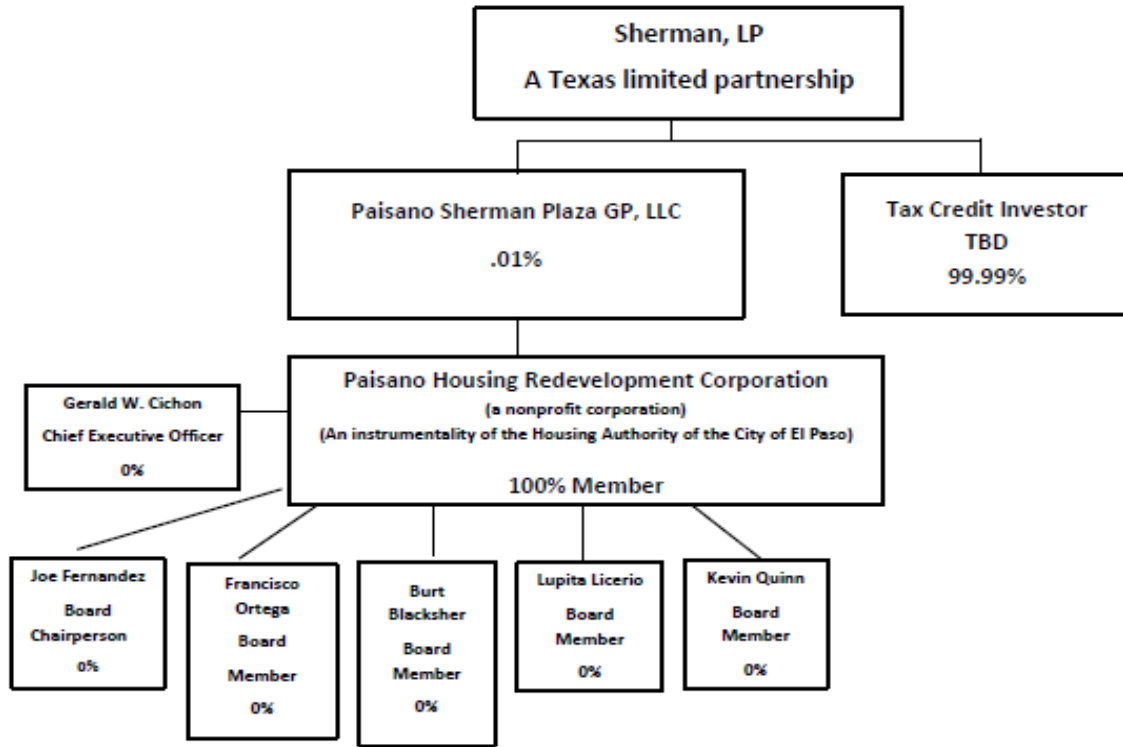 Sherman, LP
A Texas limited partnership
Paisano Sherman Plaza GP, LLC
.01%
Tax Credit Investor
TBD
99.99%
Paisano Housing Redevelopment Corporation
(a nonprofit corporation)
(An instrumentality of the Housing Authority of the City of El Paso)
100% Member
Gerald W. Cichon
Chief Executive Officer
0%
Joe Fernandez
Board
Chairperson
0%
Francisco
Ortega
Board
Member
0%
Burt
Blacksher
Board
Member
0%
Lupita Licerio
Board
Member
0%
Kevin Quinn
Board
Member
0%